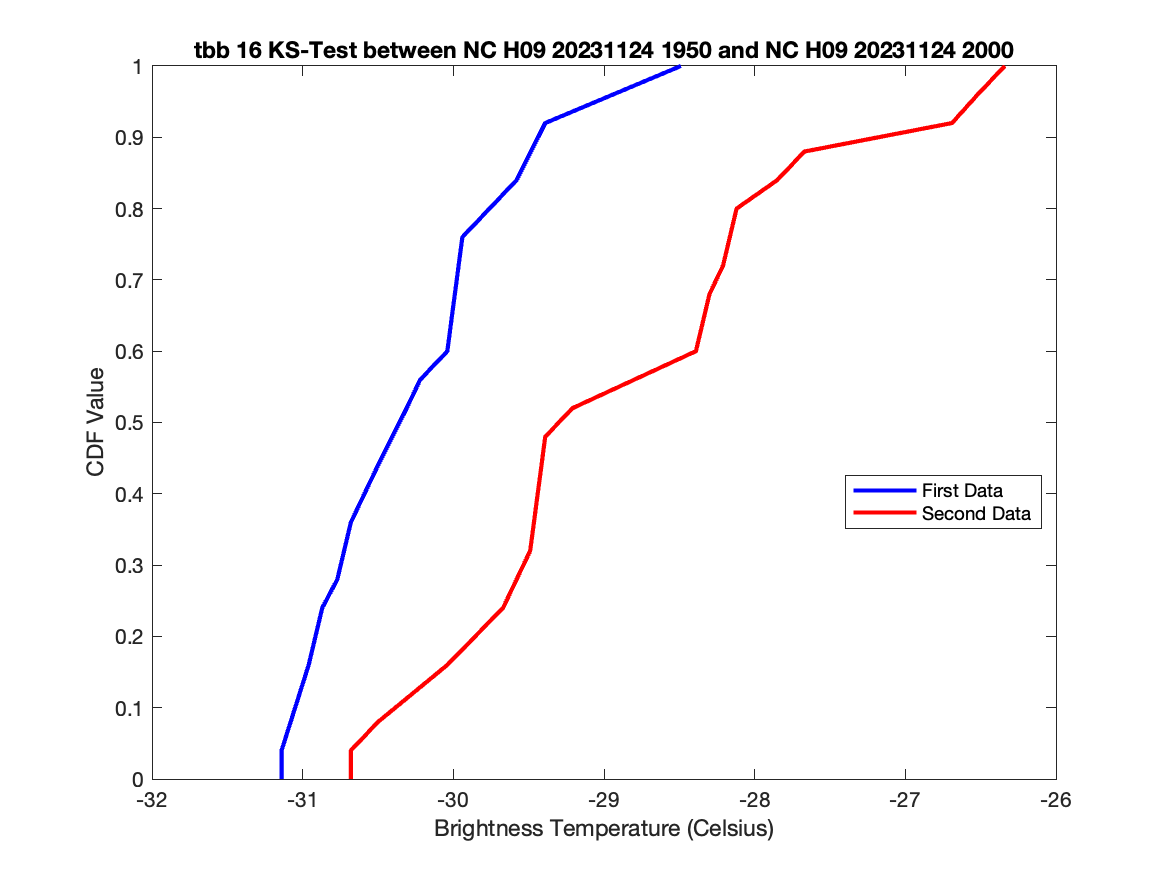 tbb 16 KS-Test between NC H09 20231124 1950 and NC H09 20231124 2000
1
0.9
0.8
0.7
0.6
0.5
0.4
0.3
0.2
0.1
0
CDF Value
First Data
Second Data
-32 -31 -30 -29 -28 -27 -26
Brightness Temperature (Celsius)